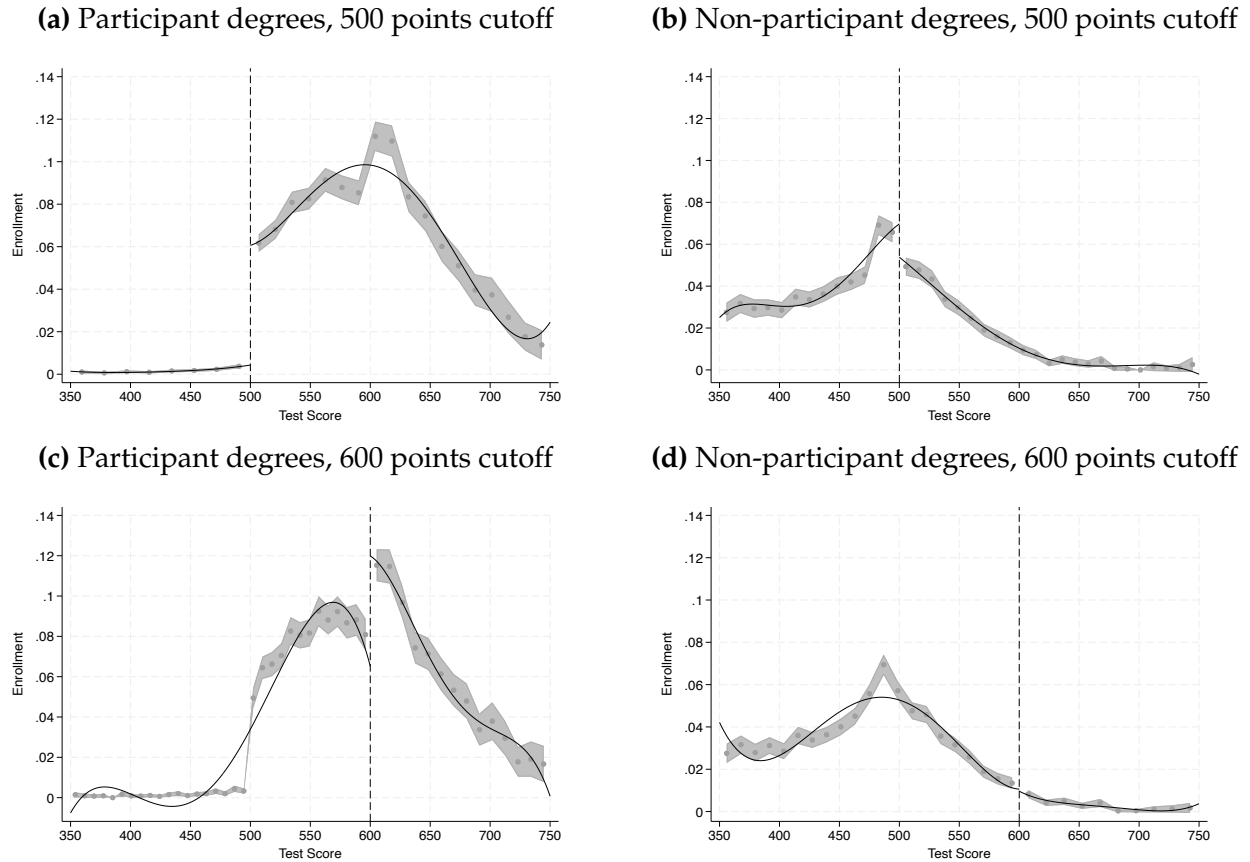 (a) Participant degrees, 500 points cutoff
(b) Non-participant degrees, 500 points cutoff
.14
.12
.1
.08
.06
.04
.02
0
Enrollment
350 400 450 500 550 600 650 700 750
Test Score
.14
.12
.1
.08
.06
.04
.02
0
Enrollment
350 400 450 500 550 600 650 700 750
Test Score
(c) Participant degrees, 600 points cutoff
(d) Non-participant degrees, 600 points cutoff
.14
.12
.1
.08
.06
.04
.02
0
Enrollment
350 400 450 500 550 600 650 700 750
Test Score
.14
.12
.1
.08
.06
.04
.02
0
Enrollment
350 400 450 500 550 600 650 700 750
Test Score